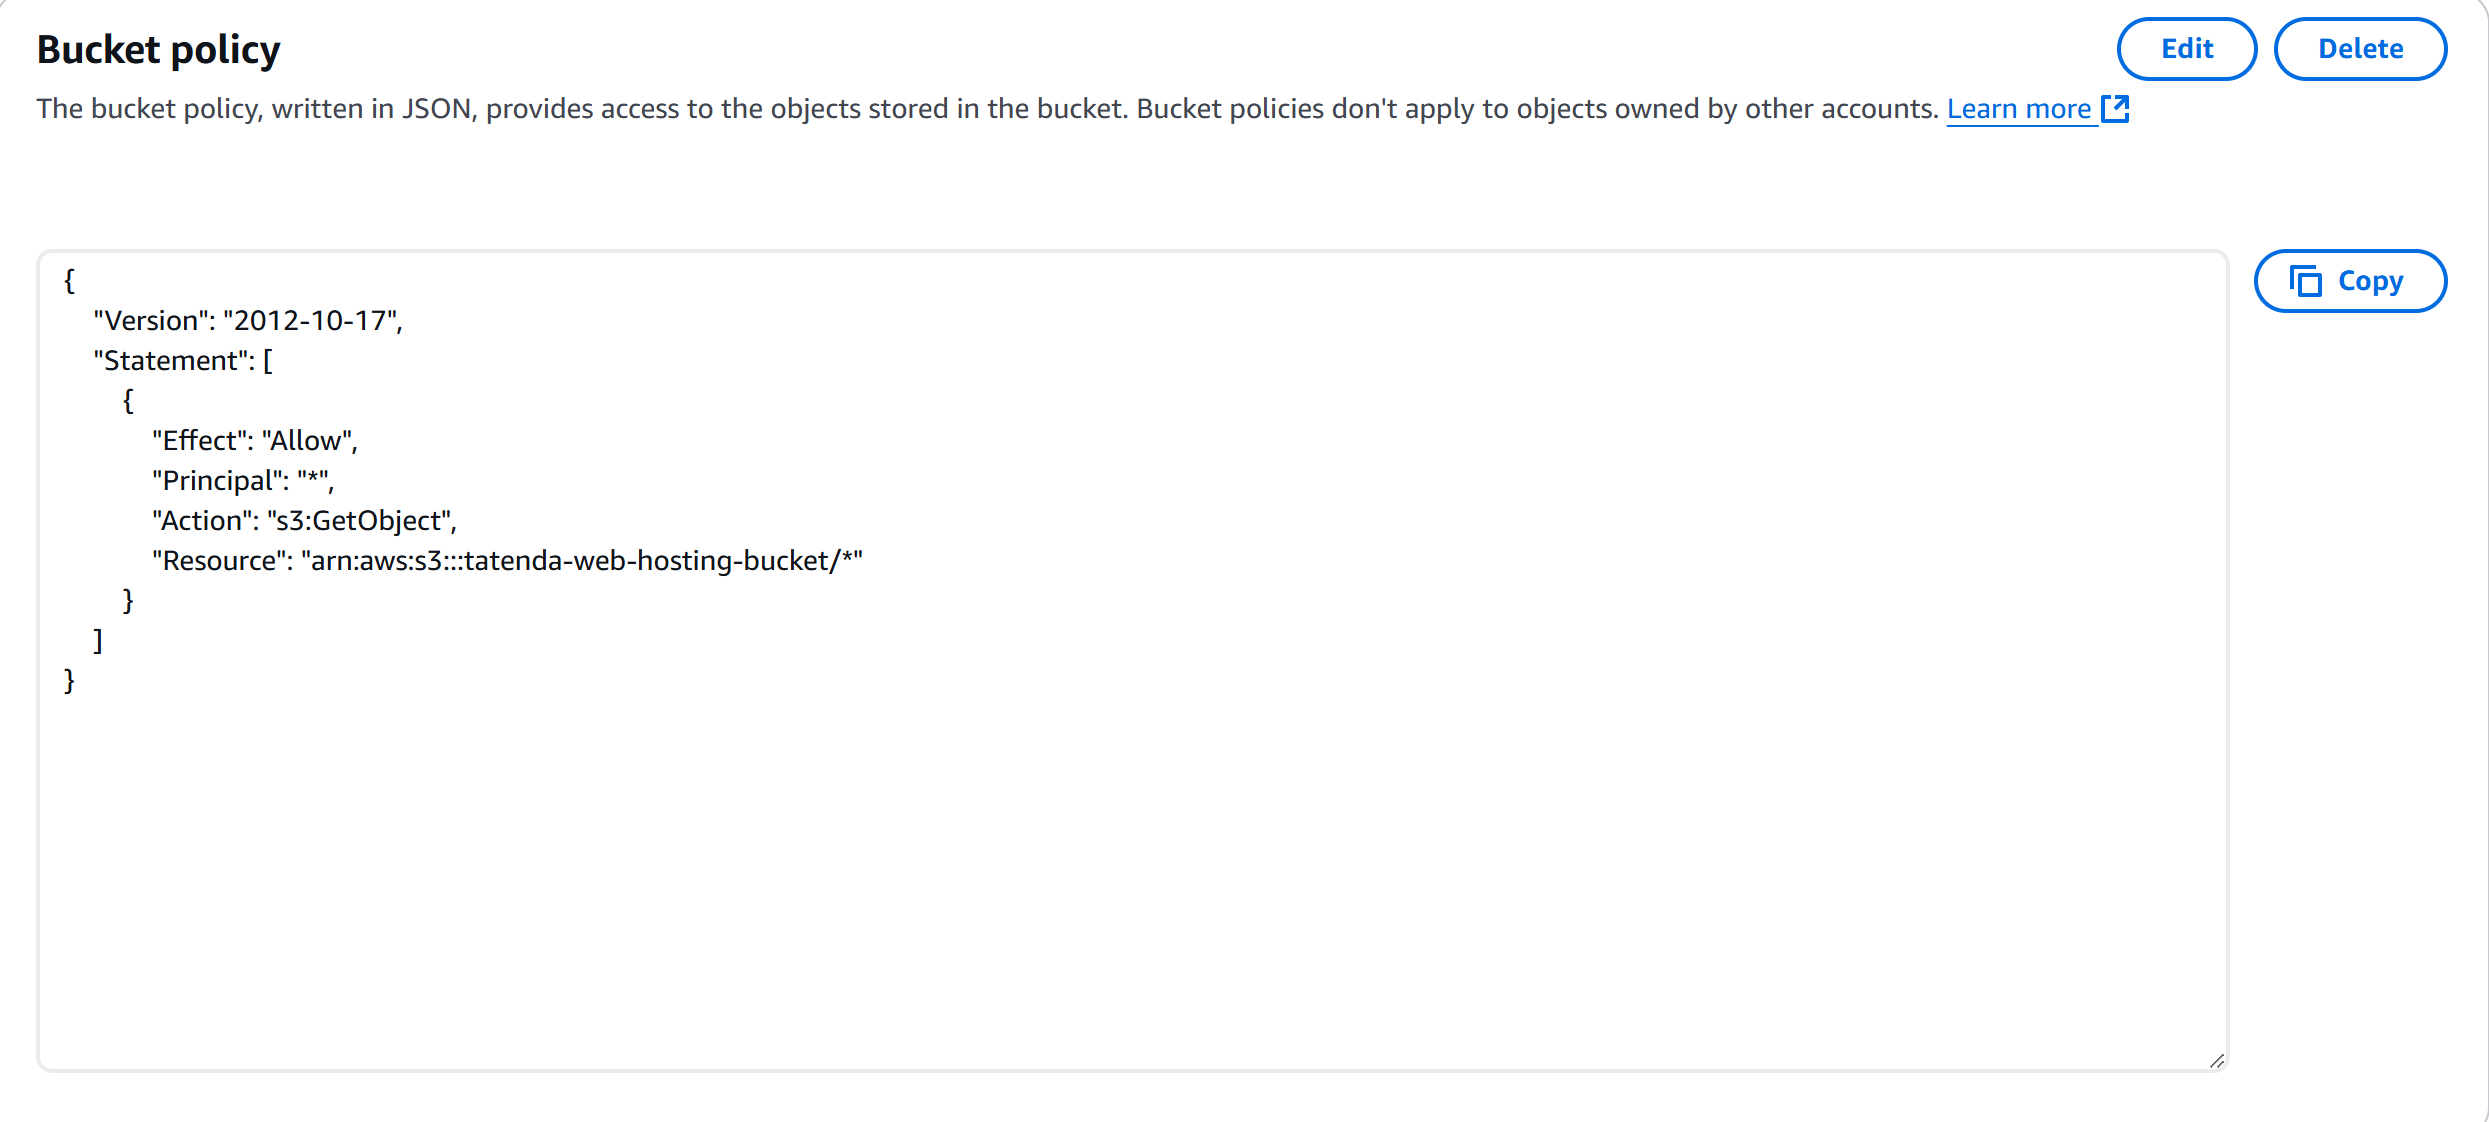 Bucket policy
Edit
Delete
The bucket policy, written in JSON, provides access to the objects stored in the bucket. Bucket policies don't apply to objects owned by other accounts. Learn more
Copy
{
"Version": "2012-10-17",
"Statement": [
{
"Effect": "Allow",
"Principal": "*",
"Action": "s3:GetObject",
"Resource": "arn:aws:s3:::tatenda-web-hosting-bucket/*"
}
]
}